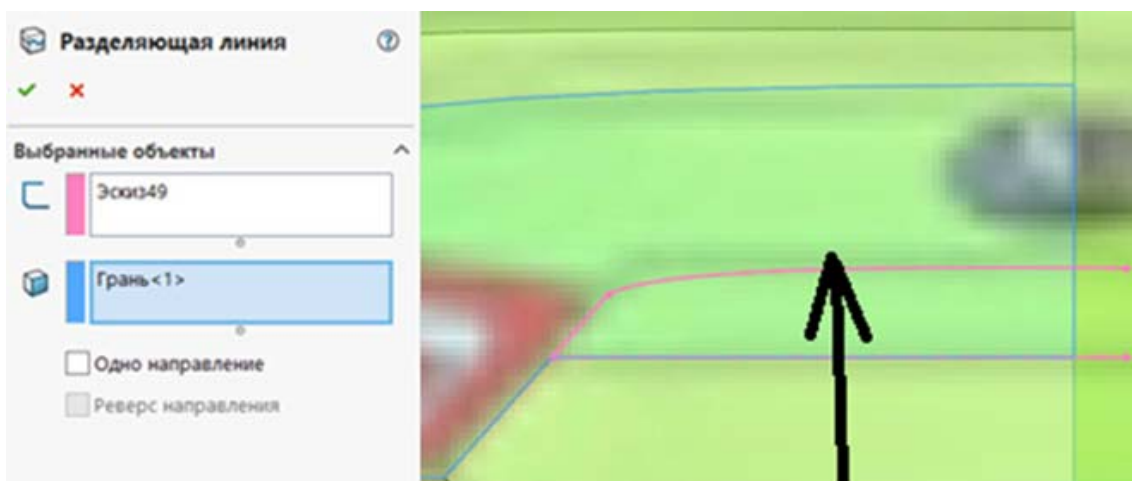 Разделяющая линия
Выбранные объекты
Эскиз49
Грань<1>
Одно направление
Реверс направления